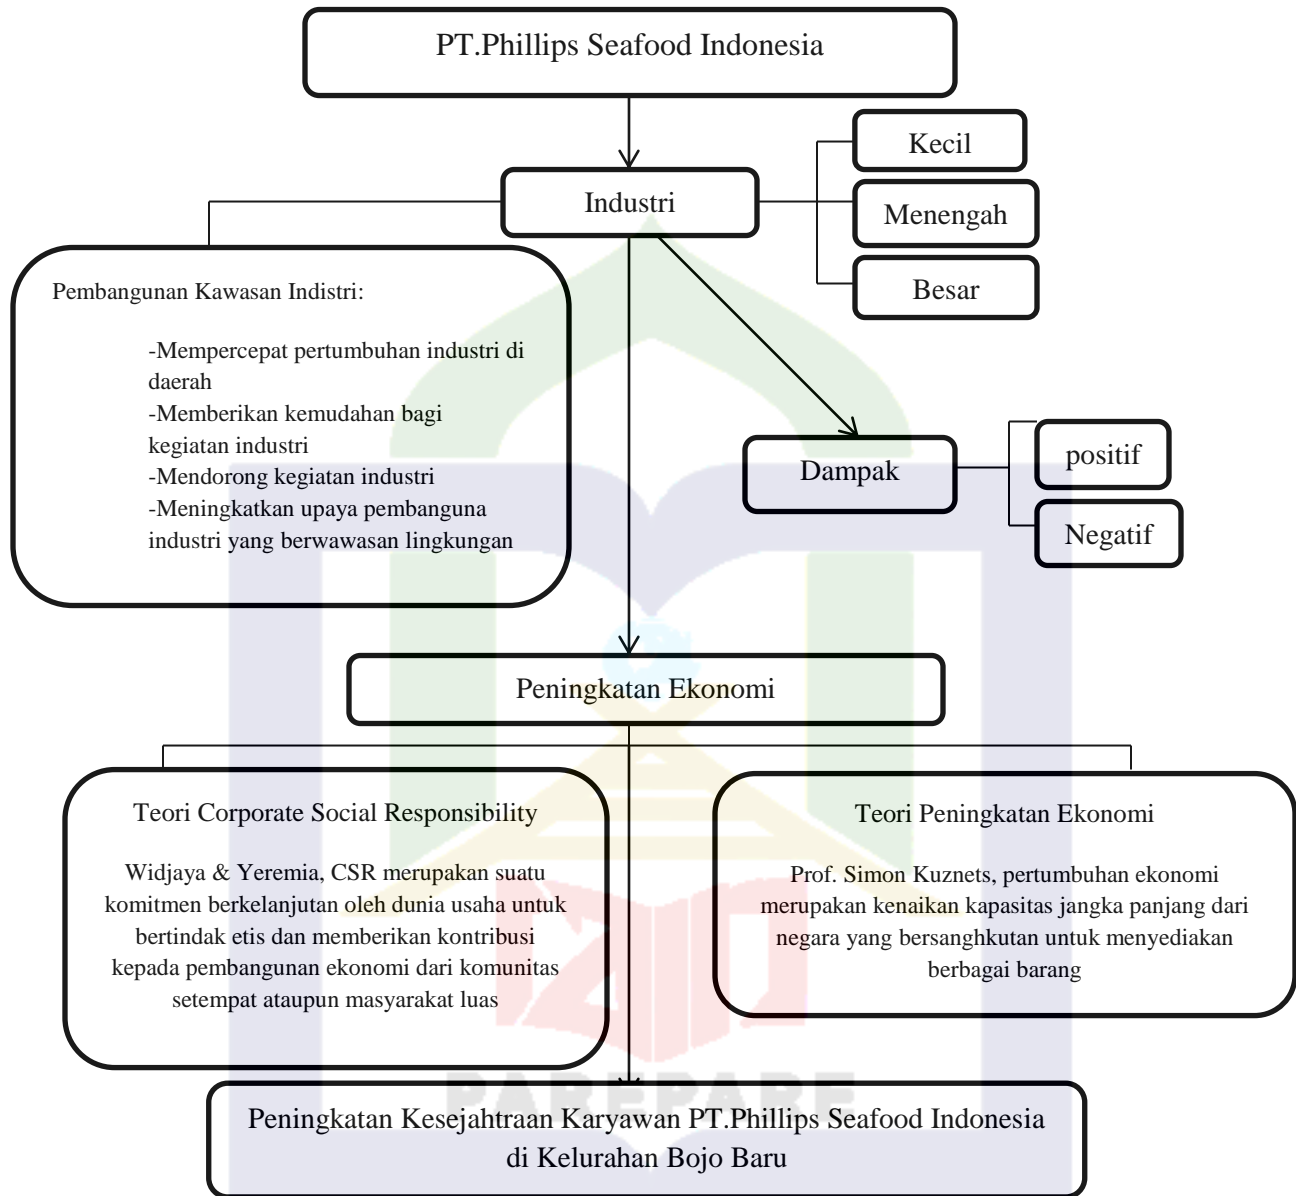 PT.Phillips Seafood Indonesia
Kecil
Industri
Menengah
Besar
Pembangunan Kawasan Indistri:
-Mempercepat pertumbuhan industri di
daerah
-Memberikan kemudahan bagi
kegiatan industri
-Mendorong kegiatan industri
-Meningkatkan upaya pembanguna
industri yang berwawasan lingkungan
Dampak
positif
Negatif
Peningkatan Ekonomi
Teori Corporate Social Responsibility
Widjaya & Yeremia, CSR merupakan suatu
komitmen berkelanjutan oleh dunia usaha untuk
bertindak etis dan memberikan kontribusi
kepada pembangunan ekonomi dari komunitas
setempat ataupun masyarakat luas
Teori Peningkatan Ekonomi
Prof. Simon Kuznets, pertumbuhan ekonomi
merupakan kenaikan kapasitas jangka panjang dari
negara yang bersanghkutan untuk menyediakan
berbagai barang
PAREPARE
Peningkatan Kesejahtraan Karyawan PT.Phillips Seafood Indonesia
di Kelurahan Bojo Baru